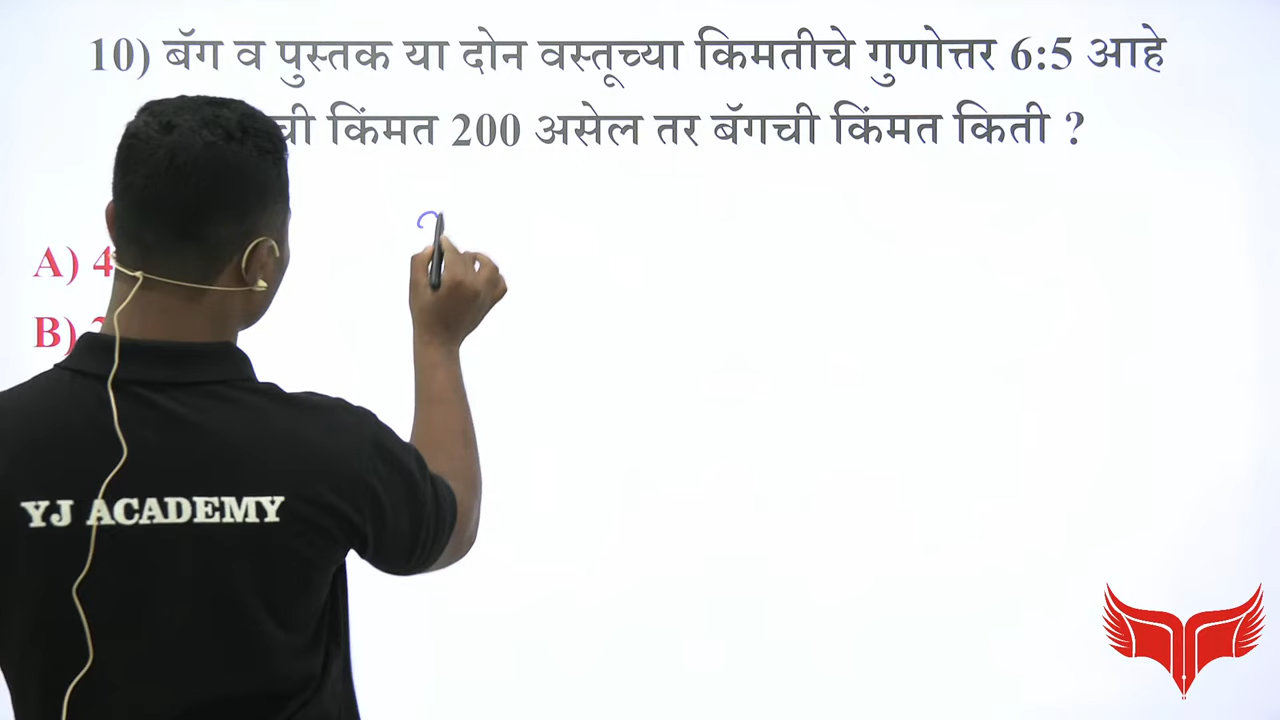 10) बॅग व पुस्तक या दोन वस्तूच्या किमतीचे गुणोत्तर 6:5 आहे
किंमत 200 असेल तर बॅगची किंमत किती ?
A) 4
B)
YJ ACADEMY